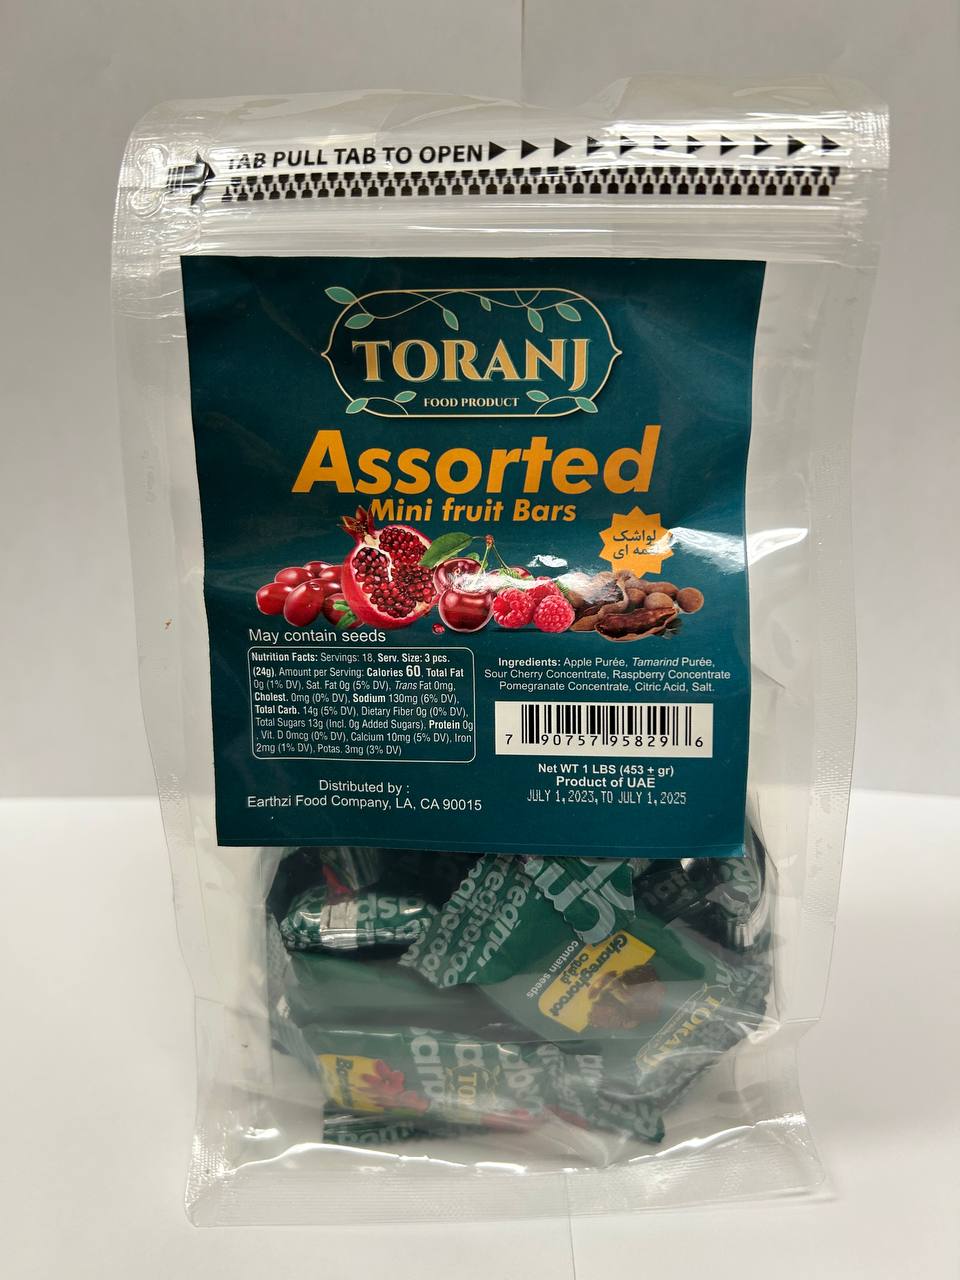 TAB PULL TAB TO OPEN
TORANJ
FOOD PRODUCT
Assorted
Mini fruit Bars
لواشک
May contain seeds
Nutrition Facts: Servings: 18, Serv. Size: 3 pcs.
(24g), Amount per Serving: Calories 60, Total Fat
0g (1% DV), Sat. Fat 0g (5% DV), Trans Fat 0mg,
Cholest. 0mg (0% DV), Sodium 130mg (6% DV),
Total Carb. 14g (5% DV), Dietary Fiber 0g (0% DV),
Total Sugars 13g (Incl. 0g Added Sugars), Protein 0g
, Vit. D 0mcg (0% DV), Calcium 10mg (5% DV), Iron
2mg (1% DV), Potas. 3mg (3% DV)
Ingredients: Apple Purée, Tamarind Purée,
Sour Cherry Concentrate, Raspberry Concentrate
Pomegranate Concentrate, Citric Acid, Salt.
7 90757 95829 6
Net WT 1 LBS (453 ± gr)
Product of UAE
JULY 1,2023,TO JULY 1,2025
Distributed by :
Earthzi Food Company, LA, CA 90015
Ghareghoroot
contain seeds
TORANJ